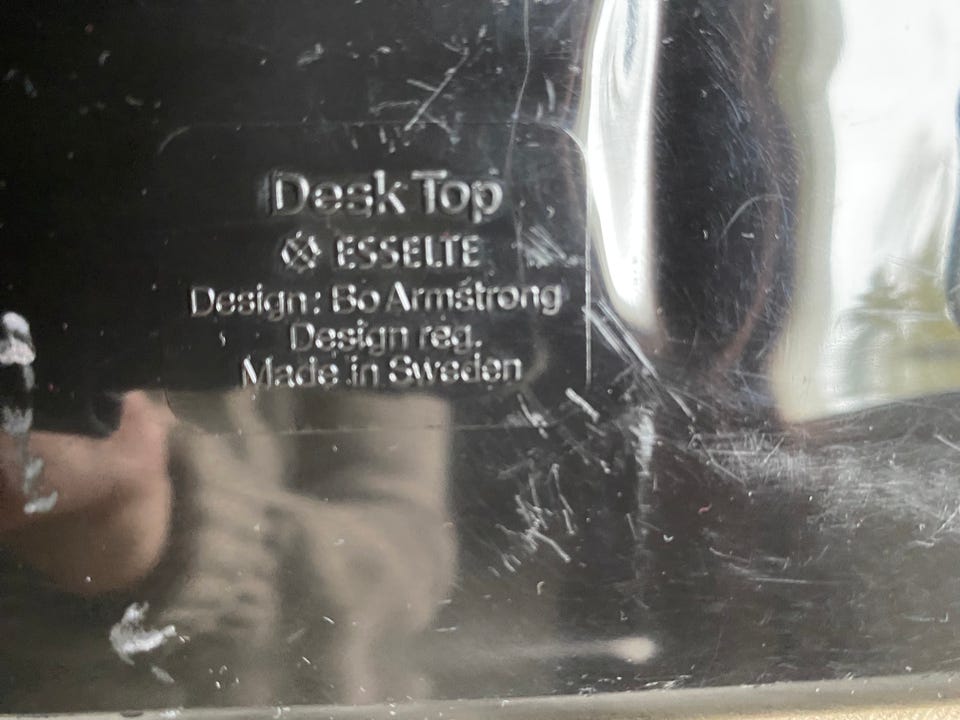 Desk Top
ESSELTE
Design: Bo Armstrong
Design reg.
Made in Sweden